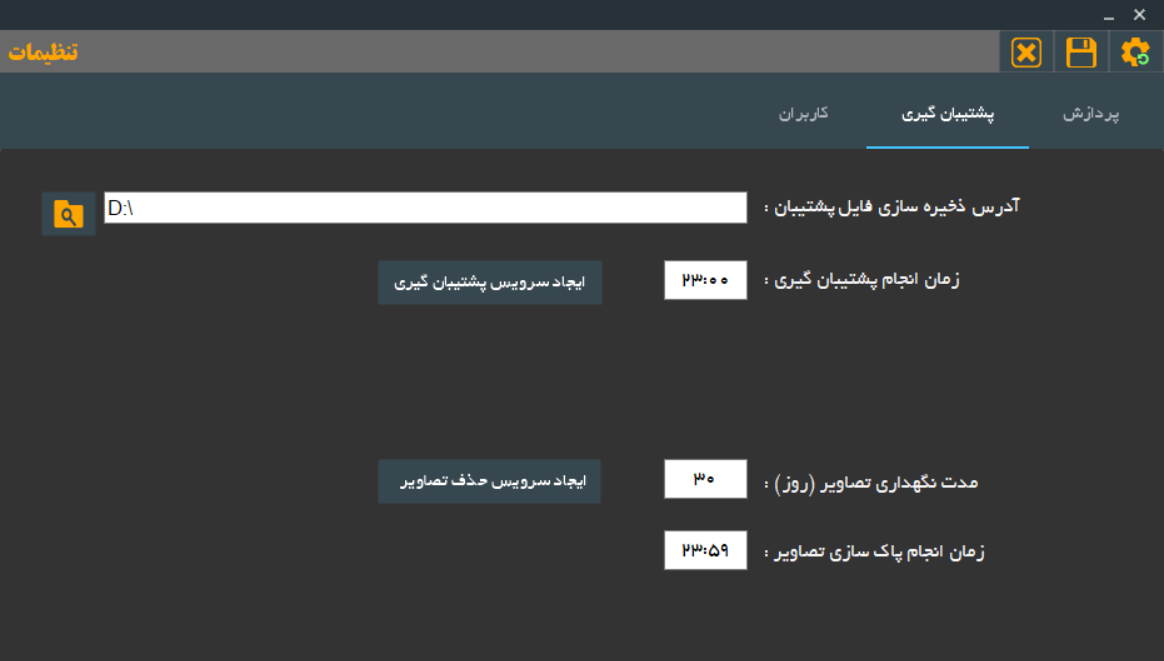 تنظیمات
پردازش پشتیبان گیری کاربران
آدرس ذخیره سازی فایل پشتیبان : D:\
زمان انجام پشتیبان گیری : ۲۳:۰۰ ایجاد سرویس پشتیبان گیری
مدت نگهداری تصاویر (روز) : ۳۰ ایجاد سرویس حذف تصاویر
زمان انجام پاک سازی تصاویر : ۲۳:۵۹